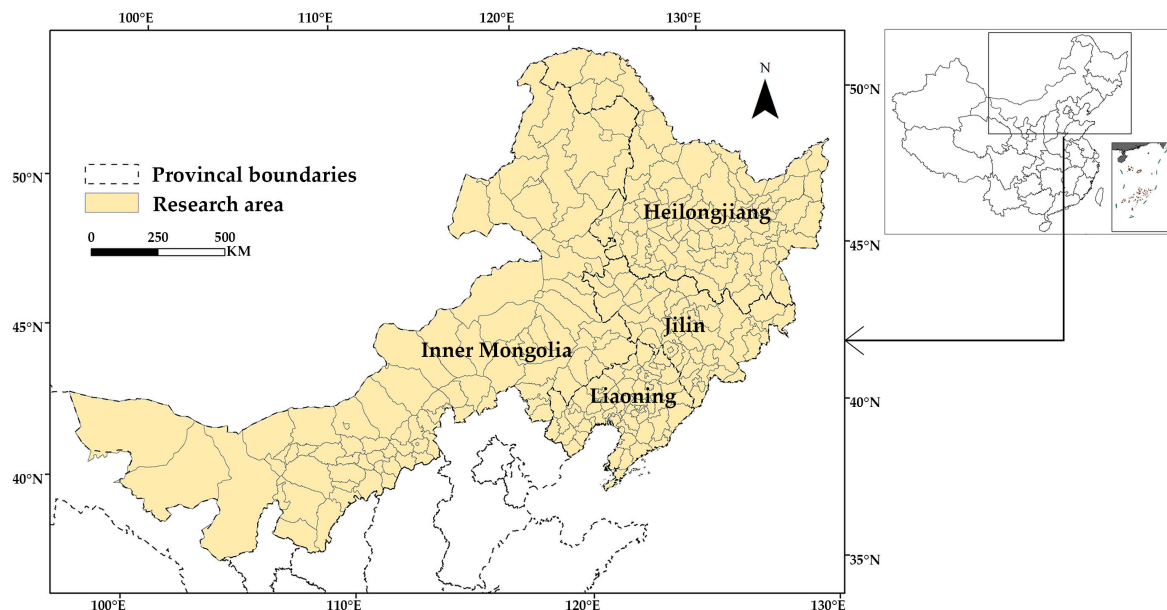 100°E 110°E 120°E 130°E
N
50°N
50°N
Provincal boundaries
Research area
0 250 500
KM
Heilongjiang
45°N
45°N
Jilin
Inner Mongolia
Liaoning
40°N
40°N
35°N
100°E 110°E 120°E 130°E